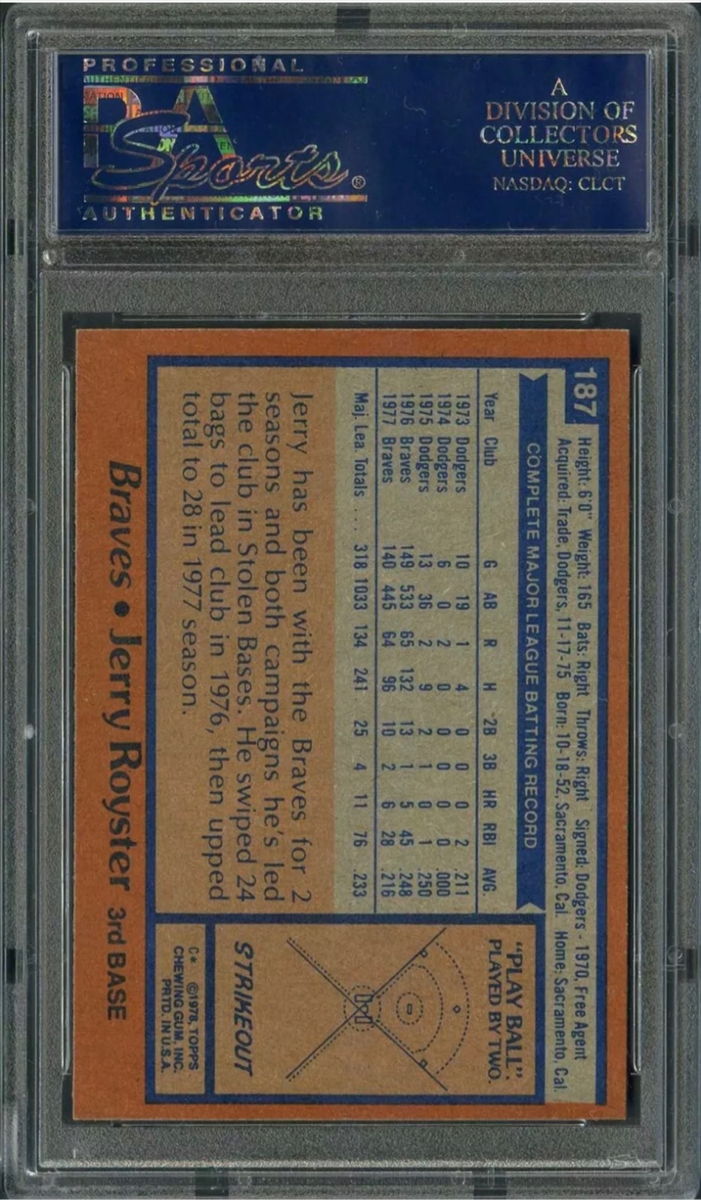 PROFESSIONAL
PSA
Sports®
AUTHENTICATOR
A
DIVISION OF
COLLECTORS
UNIVERSE
NASDAQ: CLCT
187
Height: 6'0" Weight: 165 Bats: Right Throws: Right Signed: Dodgers - 1970, Free Agent
Acquired: Trade, Dodgers, 11-17-75 Born: 10-18-52, Sacramento, Cal. Home: Sacramento, Cal.
COMPLETE MAJOR LEAGUE BATTING RECORD
Year Club G AB R H 2B 3B HR RBI AVG.
1973 Dodgers 10 19 1 4 0 0 0 2 .211
1974 Dodgers 6 0 2 0 0 0 0 0 .000
1975 Dodgers 13 36 2 9 2 1 0 1 .250
1976 Braves 149 533 65 132 13 1 5 45 .248
1977 Braves 140 445 64 96 10 2 6 28 .216
Maj. Lea. Totals .... 318 1033 134 241 25 4 11 76 .233
Jerry has been with the Braves for 2
seasons and both campaigns he's led
the club in Stolen Bases. He swiped 24
bags to lead club in 1976, then upped
total to 28 in 1977 season.
"PLAY BALL".
PLAYED BY TWO.
STRIKEOUT
C* ©1978, TOPPS
CHEWING GUM, INC.
PRTD. IN U.S.A.
Braves • Jerry Royster 3rd BASE